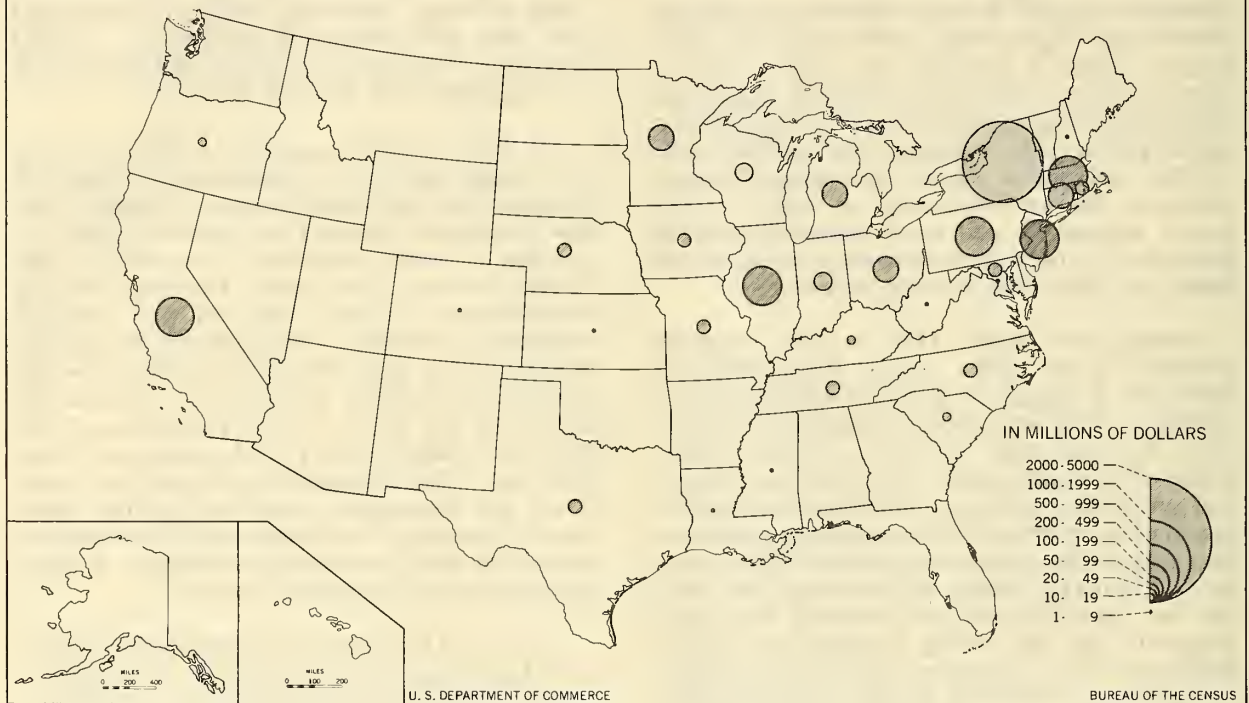 IN MILLIONS OF DOLLARS
2000 - 5000
1000 - 1999
500 - 999
200 - 499
100 - 199
50 - 99
20 - 49
10 - 19
1 - 9
MILES
0 200 400
MILES
0 100 200
U. S. DEPARTMENT OF COMMERCE
BUREAU OF THE CENSUS